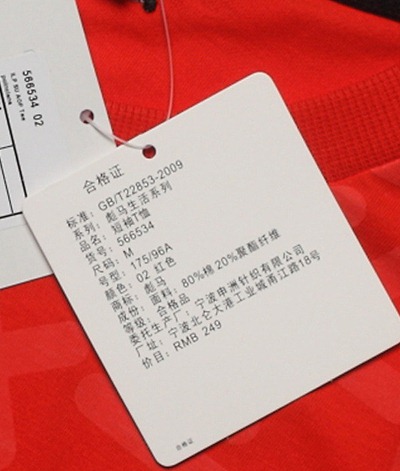 566534 02
合格证
标准: GB/T22853-2009
系列: 彪马生活系列
品名: 短袖T恤
货号: 566534
尺码: M
号型: 175/96A
颜色: 02 红色
商标: 彪马
成份: 面料: 80%棉 20%聚酯纤维
等级: 合格品
委托生产厂: 宁波申洲针织有限公司
厂址: 宁波北仑大港工业城甬江路18号
价目: RMB 249
合格证